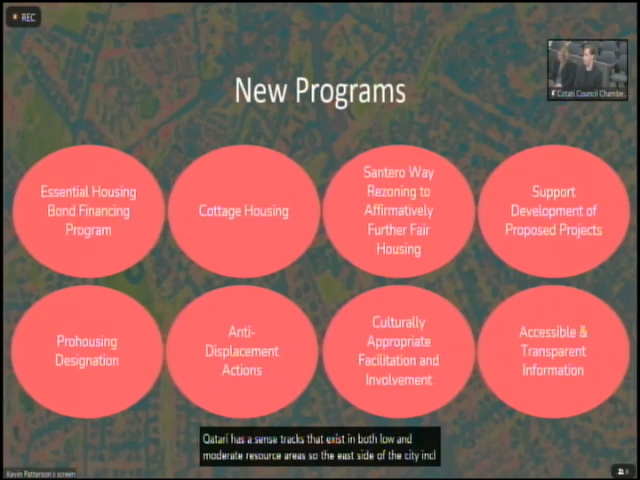 REC
New Programs
Cotati Council Chambe...
Essential Housing
Bond Financing
Program
Cottage Housing
Santero Way
Rezoning to
Affirmatively
Further Fair
Housing
Support
Development of
Proposed Projects
Prohousing
Designation
Anti-
Displacement
Actions
Culturally
Appropriate
Facilitation and
Involvement
Accessible &
Transparent
Information
Qatari has a sense tracks that exist in both low and
moderate resource areas so the east side of the city incl
Kevin Patterson's screen